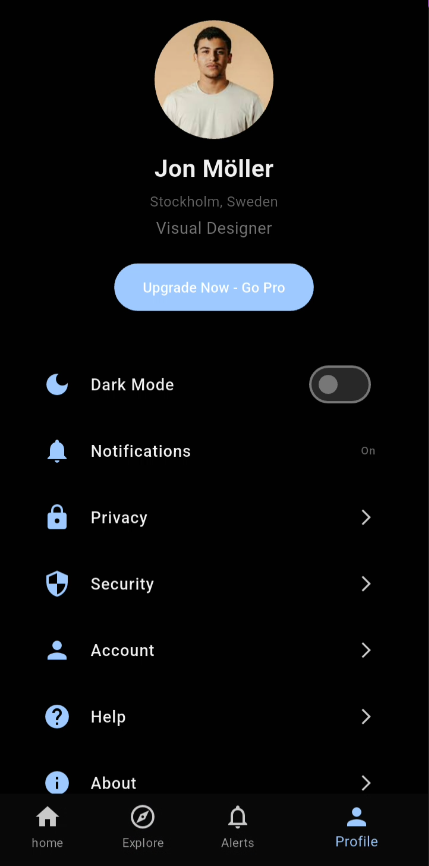 Jon Möller
Stockholm, Sweden
Visual Designer
Upgrade Now - Go Pro
Dark Mode
Notifications On
Privacy
Security
Account
Help
About
home Explore Alerts Profile